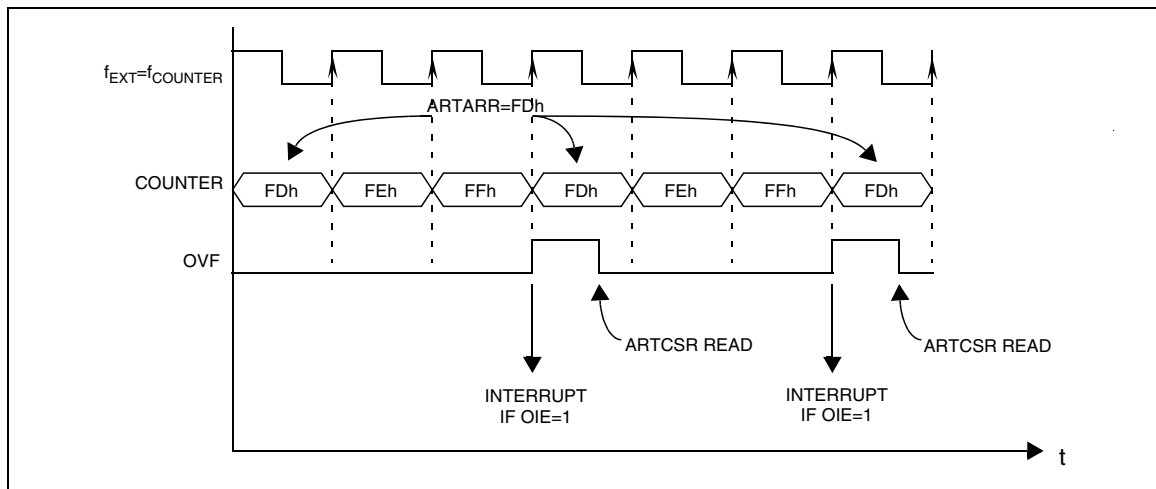 fEXT=fCOUNTER
ARTARR=FDh
COUNTER
FDh FEh FFh FDh FEh FFh FDh
OVF
ARTCSR READ
ARTCSR READ
INTERRUPT
IF OIE=1
INTERRUPT
IF OIE=1
t